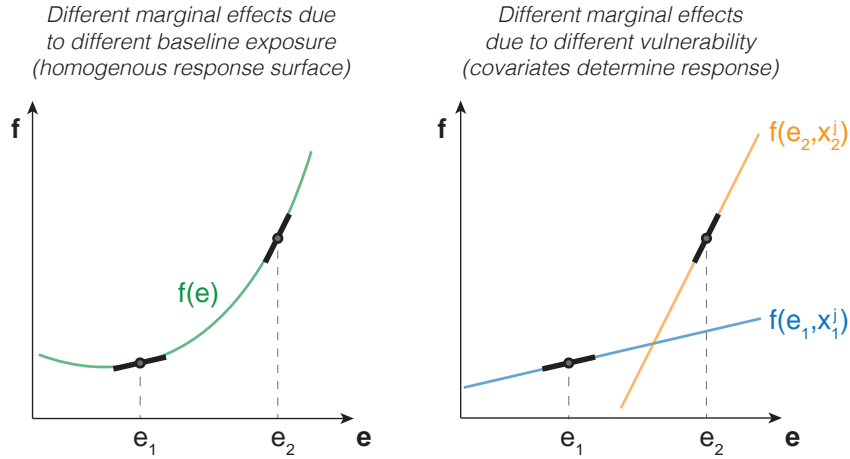 Different marginal effects due
to different baseline exposure
(homogenous response surface)
f
f(e)
e₁
e₂
e
Different marginal effects
due to different vulnerability
(covariates determine response)
f
f(e₂,x₂ʲ)
f(e₁,x₁ʲ)
e₁
e₂
e